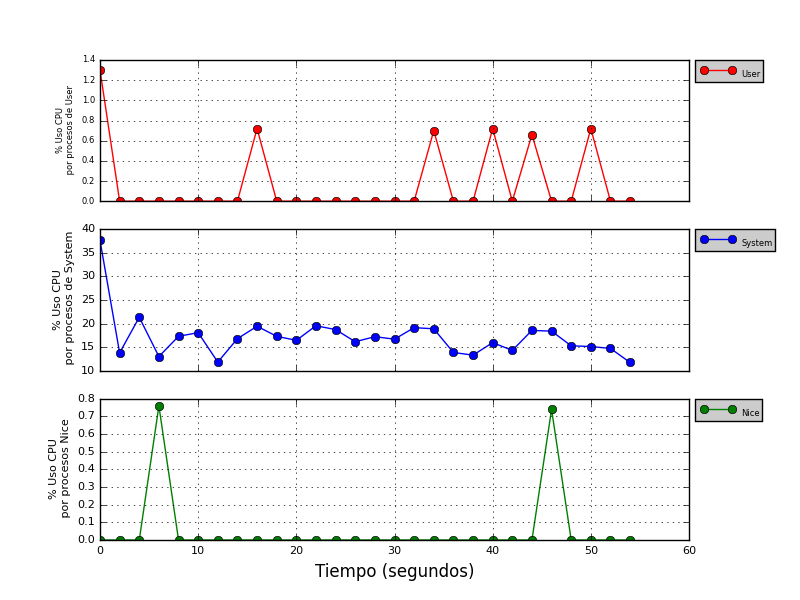 1.4
1.2
1.0
0.8
0.6
0.4
0.2
0.0
% Uso CPU
por procesos de User
User
40
35
30
25
20
15
10
% Uso CPU
por procesos de System
System
0.8
0.7
0.6
0.5
0.4
0.3
0.2
0.1
0.0
% Uso CPU
por procesos Nice
Nice
0 10 20 30 40 50 60
Tiempo (segundos)